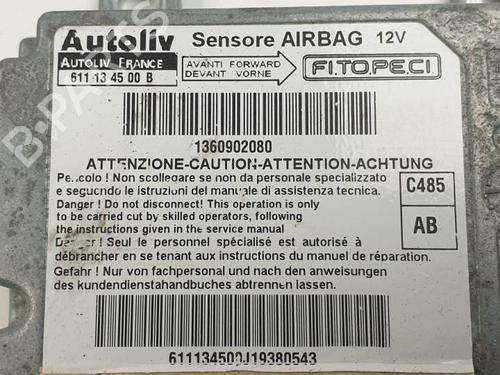 Autoliv Sensore AIRBAG 12V
AUTOLIV FRANCE
611 134500 B
AVANTI FORWARD
DEVANT VORNE
FI.TO.PE.CI.
1360902080
ATTENZIONE-CAUTION-ATTENTION-ACHTUNG
Pericolo ! Non scollegare se non da personale specializzato
e seguendo le istruzioni del manuale di assistenza tecnica.
Danger ! Do not disconnect! This operation is only
to be carried cut by skilled operators, following
the instructions given in the service manual
Danger ! Seul le personnel spécialisé est autorisé à
débrancher en se tenant aux instructions du manuel de réparation.
Gefahr ! Nur von fachpersonal und nach den anweisungen
des kundendienstahandbuches abtrennen lassen.
C485
AB
611134500J19380543